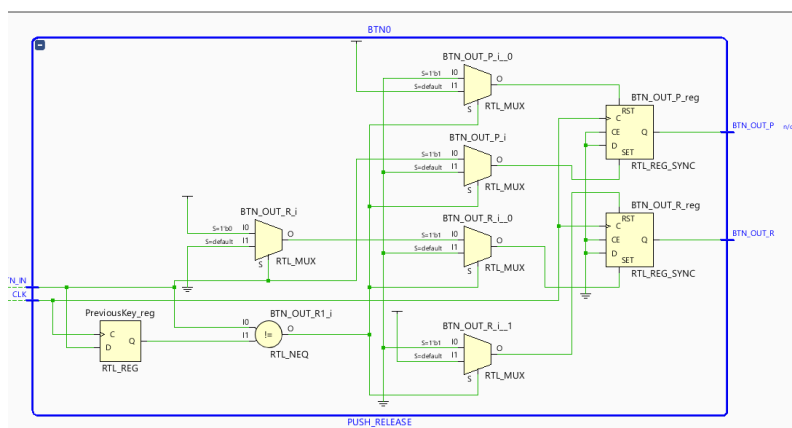 BTN0
BTN_OUT_P_i__0
S=1'b1 I0
S=default I1
O
S
RTL_MUX
BTN_OUT_P_reg
RST
C
CE
D
Q
SET
RTL_REG_SYNC
BTN_OUT_P
BTN_OUT_P_i
S=1'b1 I0
S=default I1
O
S
RTL_MUX
BTN_OUT_R_i
S=1'b0 I0
S=default I1
O
S
RTL_MUX
BTN_OUT_R_i__0
S=1'b1 I0
S=default I1
O
S
RTL_MUX
BTN_OUT_R_reg
RST
C
CE
D
Q
SET
RTL_REG_SYNC
BTN_OUT_R
N_IN
CLK
PreviousKey_reg
C
D
Q
RTL_REG
BTN_OUT_R1_i
I0
I1
!=
O
RTL_NEQ
BTN_OUT_R_i__1
S=1'b1 I0
S=default I1
O
S
RTL_MUX
PUSH_RELEASE